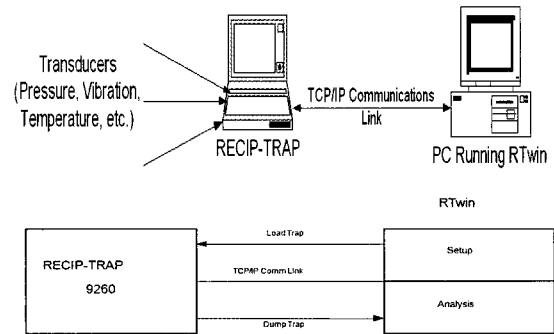 Transducers
(Pressure, Vibration,
Temperature, etc.)
TCP/IP Communications
Link
RECIP-TRAP
PC Running RTwin
RTwin
Load Trap
Setup
RECIP-TRAP
9260
TCP/IP Comm Link
Analysis
Dump Trap